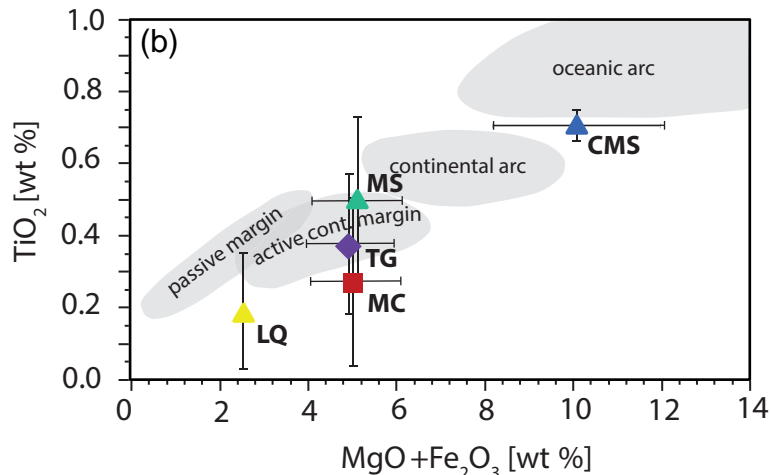 (b)
1.0
0.8
0.6
0.4
0.2
0.0
TiO₂ [wt %]
oceanic arc
CMS
continental arc
MS
passive margin
active cont. margin
TG
MC
LQ
0 2 4 6 8 10 12 14
MgO+Fe₂O₃ [wt %]